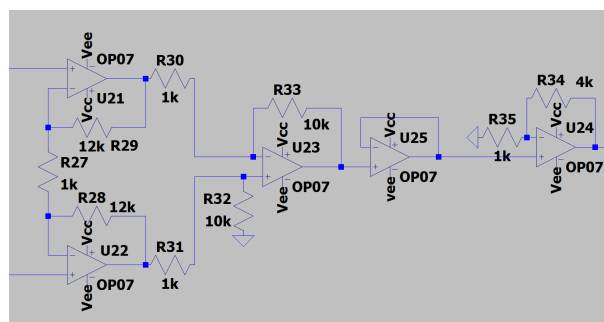 Vee
OP07
U21
Vcc
R30
1k
12k R29
R27
1k
R28
12k
Vcc
U22
OP07
Vee
R31
1k
R33
10k
Vcc
U23
OP07
Vee
R32
10k
Vcc
U25
OP07
vee
R34
4k
Vcc
R35
1k
U24
OP07
Vee